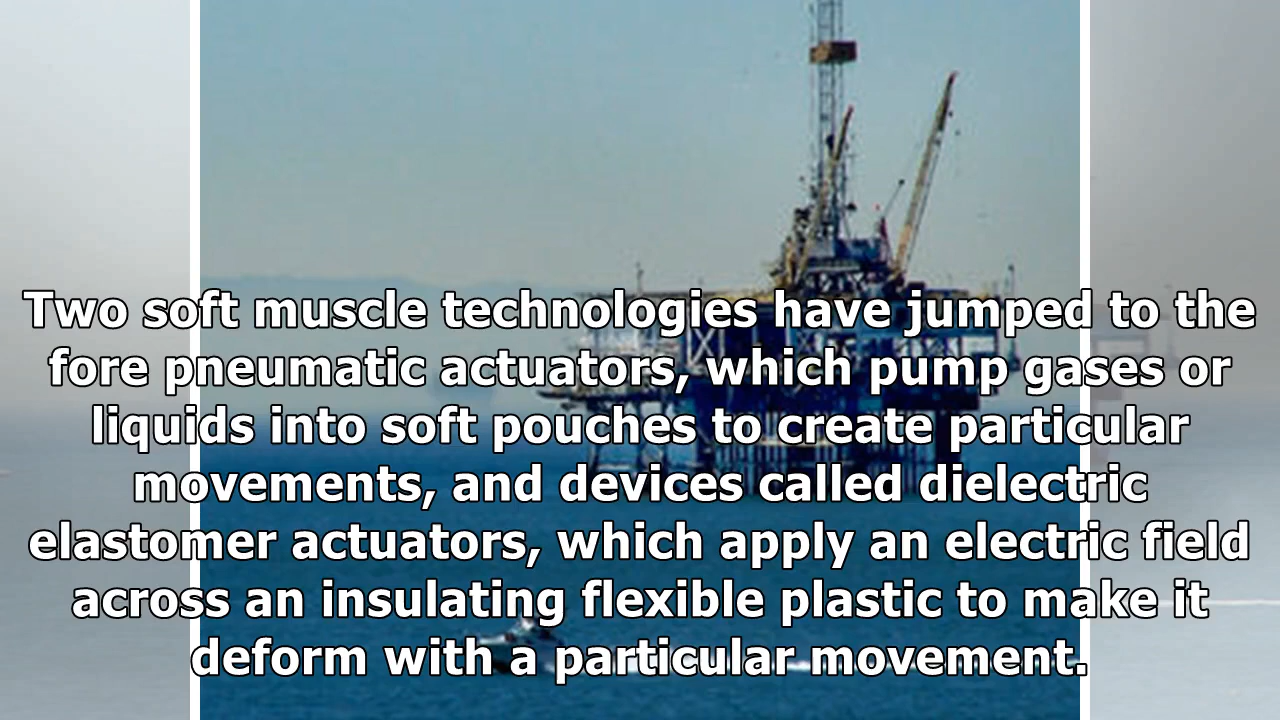 Two soft muscle technologies have jumped to the
fore pneumatic actuators, which pump gases or
liquids into soft pouches to create particular
movements, and devices called dielectric
elastomer actuators, which apply an electric field
across an insulating flexible plastic to make it
deform with a particular movement.